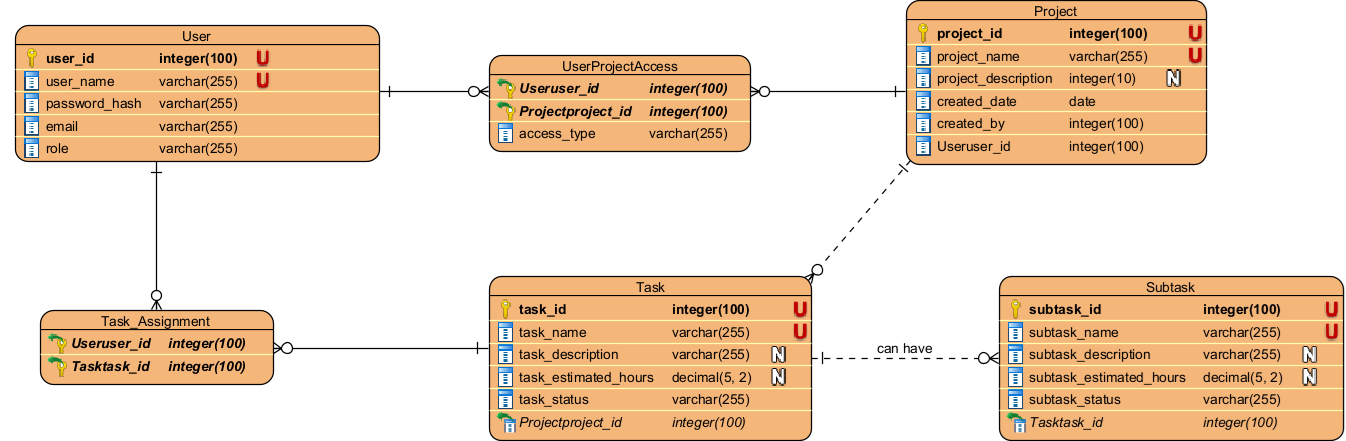 User
user_id integer(100) U
user_name varchar(255) U
password_hash varchar(255)
email varchar(255)
role varchar(255)
UserProjectAccess
Useruser_id integer(100)
Projectproject_id integer(100)
access_type varchar(255)
Project
project_id integer(100) U
project_name varchar(255) U
project_description integer(10) N
created_date date
created_by integer(100)
Useruser_id integer(100)
Task_Assignment
Useruser_id integer(100)
Tasktask_id integer(100)
Task
task_id integer(100) U
task_name varchar(255) U
task_description varchar(255) N
task_estimated_hours decimal(5, 2) N
task_status varchar(255)
Projectproject_id integer(100)
can have
Subtask
subtask_id integer(100) U
subtask_name varchar(255) U
subtask_description varchar(255) N
subtask_estimated_hours decimal(5, 2) N
subtask_status varchar(255)
Tasktask_id integer(100)